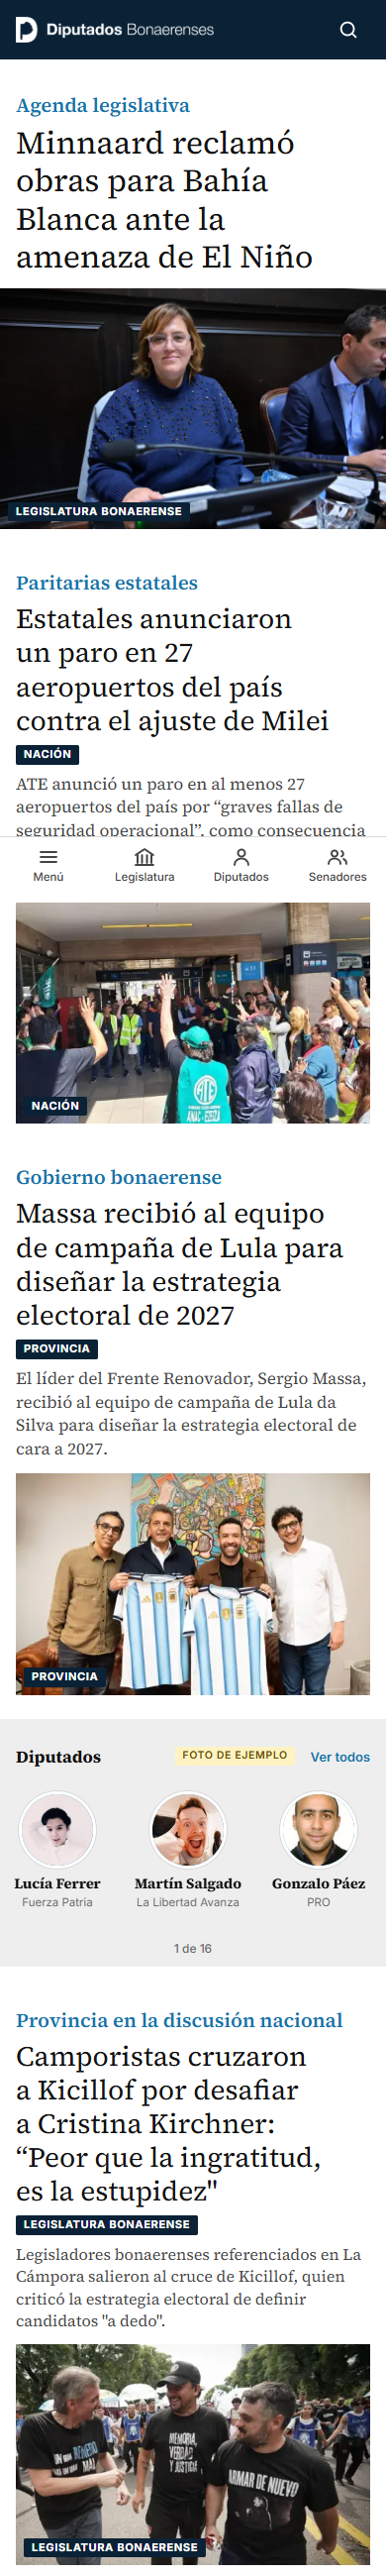 Diputados Bonaerenses
Agenda legislativa
Minnaard reclamó
obras para Bahía
Blanca ante la
amenaza de El Niño
LEGISLATURA BONAERENSE
Paritarias estatales
Estatales anunciaron
un paro en 27
aeropuertos del país
contra el ajuste de Milei
NACIÓN
ATE anunció un paro en al menos 27
aeropuertos del país por “graves fallas de
seguridad operacional”, como consecuencia
Menú
Legislatura
Diputados
Senadores
ATE
ANAC - EZEIZA
NACIÓN
Gobierno bonaerense
Massa recibió al equipo
de campaña de Lula para
diseñar la estrategia
electoral de 2027
PROVINCIA
El líder del Frente Renovador, Sergio Massa,
recibió al equipo de campaña de Lula da
Silva para diseñar la estrategia electoral de
cara a 2027.
PROVINCIA
Diputados
FOTO DE EJEMPLO
Ver todos
Lucía Ferrer
Fuerza Patria
Martín Salgado
La Libertad Avanza
Gonzalo Páez
PRO
1 de 16
Provincia en la discusión nacional
Camporistas cruzaron
a Kicillof por desafiar
a Cristina Kirchner:
“Peor que la ingratitud,
es la estupidez"
LEGISLATURA BONAERENSE
Legisladores bonaerenses referenciados en La
Cámpora salieron al cruce de Kicillof, quien
criticó la estrategia electoral de definir
candidatos "a dedo".
MEMORIA,
VERDAD
Y JUSTICIA
ARMAR DE NUEVO
LEGISLATURA BONAERENSE